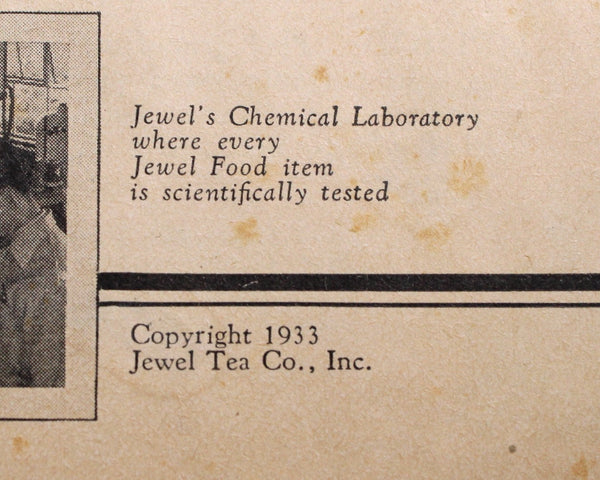 Jewel's Chemical Laboratory
where every
Jewel Food item
is scientifically tested
Copyright 1933
Jewel Tea Co., Inc.